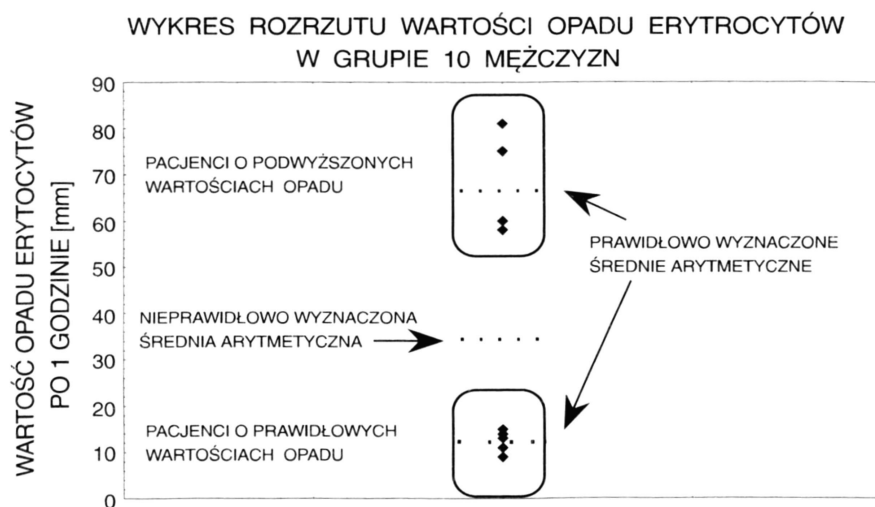 WYKRES ROZRZUTU WARTOŚCI OPADU ERYTROCYTÓW
W GRUPIE 10 MĘŻCZYZN
WARTOŚĆ OPADU ERYTOCYTÓW
PO 1 GODZINIE [mm]
90
80
70
60
50
40
30
20
10
0
PACJENCI O PODWYŻSZONYCH
WARTOŚCIACH OPADU
PRAWIDŁOWO WYZNACZONE
ŚREDNIE ARYTMETYCZNE
NIEPRAWIDŁOWO WYZNACZONA
ŚREDNIA ARYTMETYCZNA
PACJENCI O PRAWIDŁOWYCH
WARTOŚCIACH OPADU